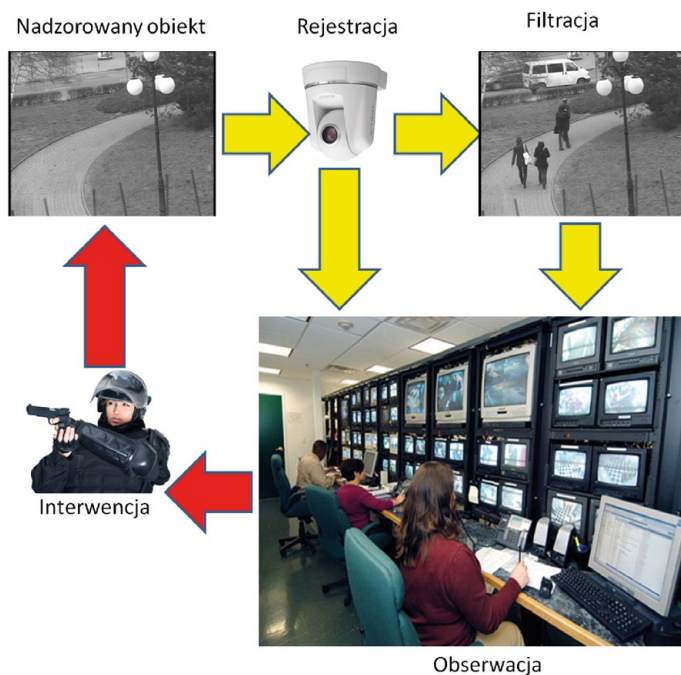 Nadzorowany obiekt
Rejestracja
Filtracja
Interwencja
Obserwacja